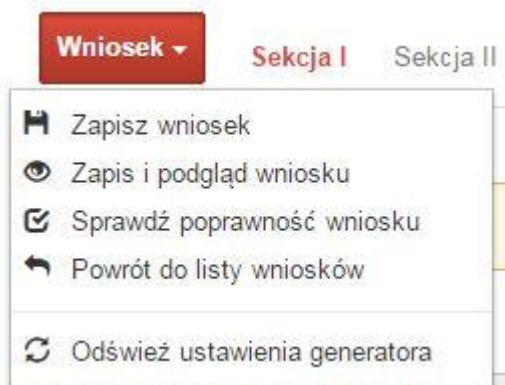 Wniosek Sekcja I Sekcja II
Zapisz wniosek
Zapis i podgląd wniosku
Sprawdź poprawność wniosku
Powrót do listy wniosków
Odśwież ustawienia generatora